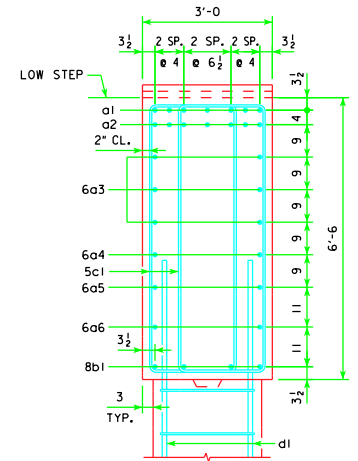 3'-0
3½ 2 SP. 2 SP. 2 SP. 3½
@ 4 @ 6½ @ 4
LOW STEP
3½
a1
4
a2
2" CL.
9
9
6a3
9
6'-6
9
6a4
5c1
9
6a5
11
6a6
11
3½
8b1
3½
3
TYP.
d1